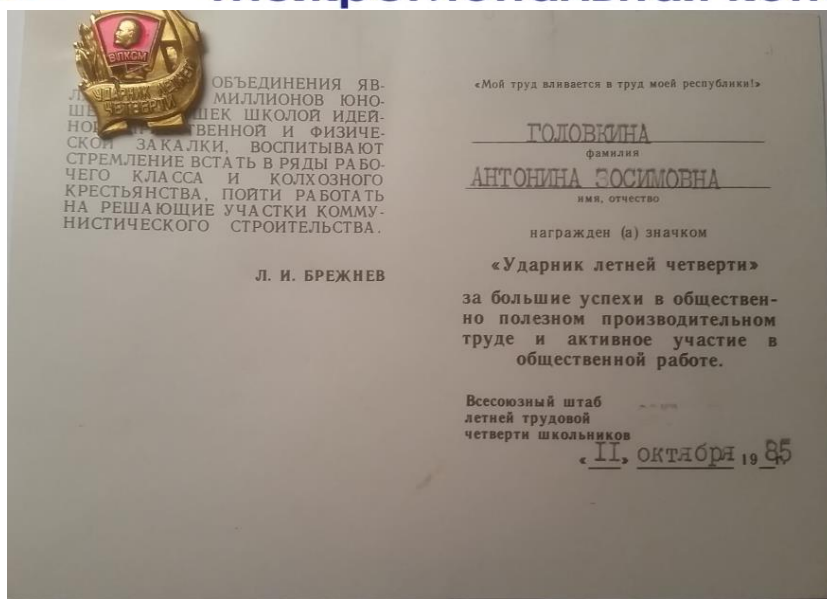 ВЛКСМ
УДАРНИК ЛЕТНЕЙ
ЧЕТВЕРТИ
ОБЪЕДИНЕНИЯ ЯВ-
МИЛЛИОНОВ ЮНО-
ШКОЛОЙ ИДЕЙ-
И ФИЗИЧЕ-
СКОЙ ЗАКАЛКИ, ВОСПИТЫВАЮТ
СТРЕМЛЕНИЕ ВСТАТЬ В РЯДЫ РАБО-
ЧЕГО КЛАССА И КОЛХОЗНОГО
КРЕСТЬЯНСТВА, ПОЙТИ РАБОТАТЬ
НА РЕШАЮЩИЕ УЧАСТКИ КОММУ-
НИСТИЧЕСКОГО СТРОИТЕЛЬСТВА.
Л. И. БРЕЖНЕВ
«Мой труд вливается в труд моей республики!»
ГОЛОВКИНА
фамилия
АНТОНИНА ЗОСИМОВНА
имя, отчество
награжден (а) значком
«Ударник летней четверти»
за большие успехи в обществен-
но полезном производительном
труде и активное участие в
общественной работе.
Всесоюзный штаб
летней трудовой
четверти школьников
«II» октября 1985 г.